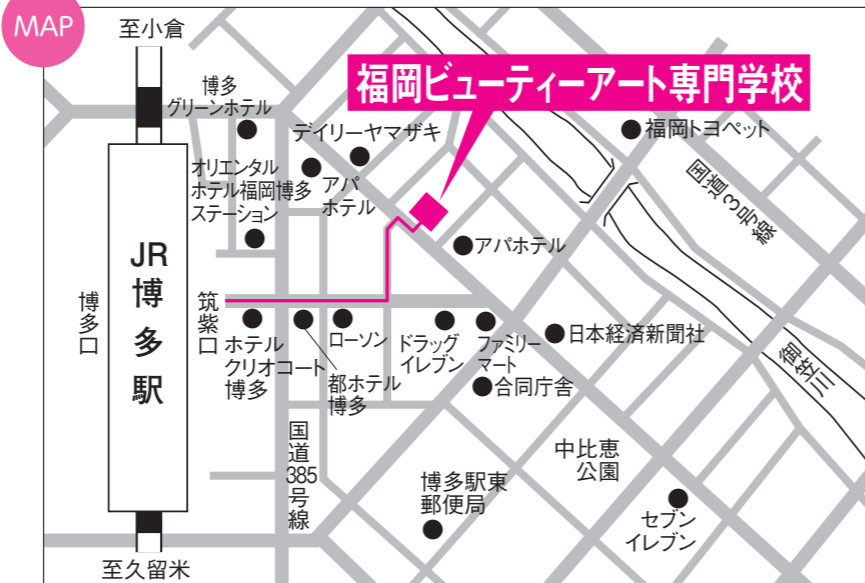 MAP
至小倉
福岡ビューティーアート専門学校
博多
グリーンホテル
デイリーヤマザキ
福岡トヨペット
オリエンタル
ホテル福岡博多
ステーション
アパ
ホテル
国道3号線
アパホテル
JR
博多駅
博多口
筑紫口
ホテル
クリオコート
博多
都ホテル
博多
ローソン
ドラッグ
イレブン
ファミリー
マート
日本経済新聞社
合同庁舎
御笠川
国道385号線
博多駅東
郵便局
中比恵
公園
セブン
イレブン
至久留米